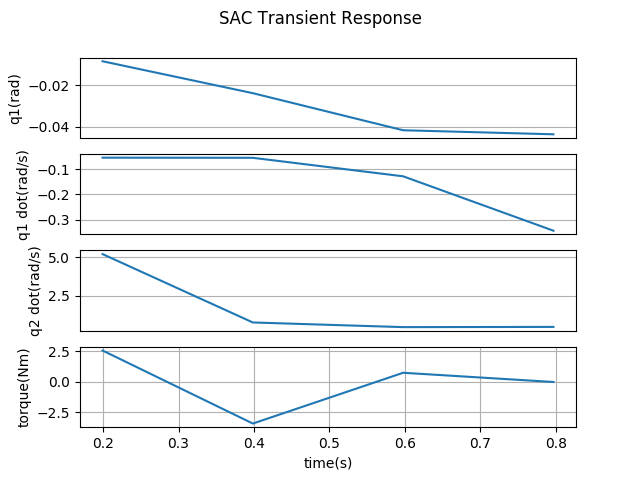 SAC Transient Response
q1(rad)
−0.02
−0.04
q1 dot(rad/s)
−0.1
−0.2
−0.3
q2 dot(rad/s)
5.0
2.5
torque(Nm)
2.5
0.0
−2.5
0.2 0.3 0.4 0.5 0.6 0.7 0.8
time(s)